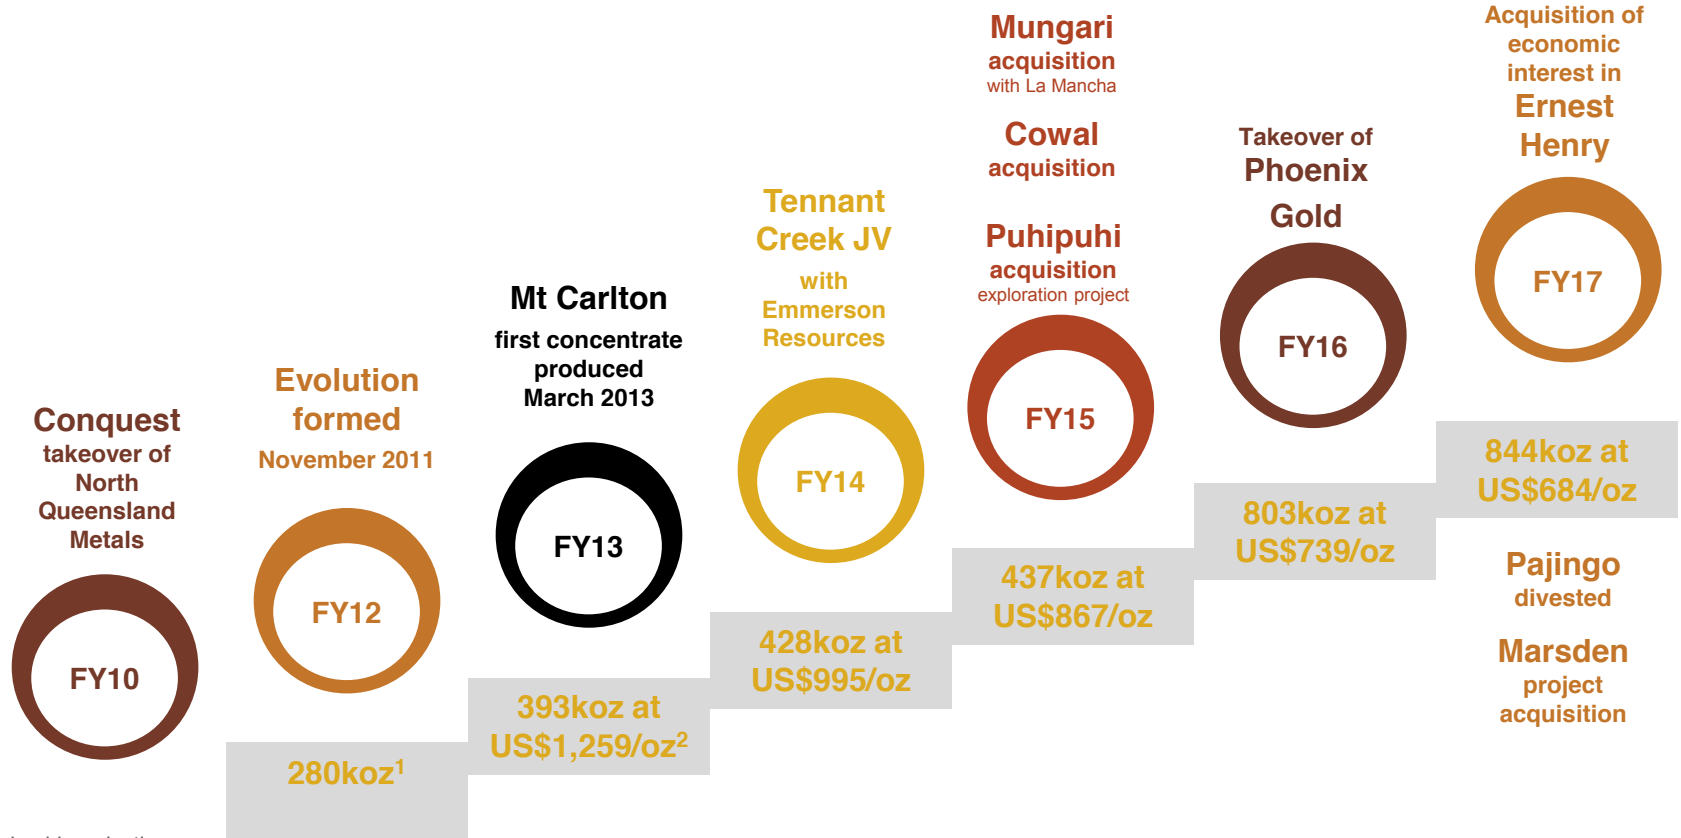 Conquest
takeover of
North
Queensland
Metals
FY10
Evolution
formed
November 2011
FY12
280koz¹
Mt Carlton
first concentrate
produced
March 2013
FY13
393koz at
US$1,259/oz²
Tennant
Creek JV
with
Emmerson
Resources
FY14
428koz at
US$995/oz
Mungari
acquisition
with La Mancha
Cowal
acquisition
Puhipuhi
acquisition
exploration project
FY15
437koz at
US$867/oz
Takeover of
Phoenix
Gold
FY16
803koz at
US$739/oz
Acquisition of
economic
interest in
Ernest
Henry
FY17
844koz at
US$684/oz
Pajingo
divested
Marsden
project
acquisition